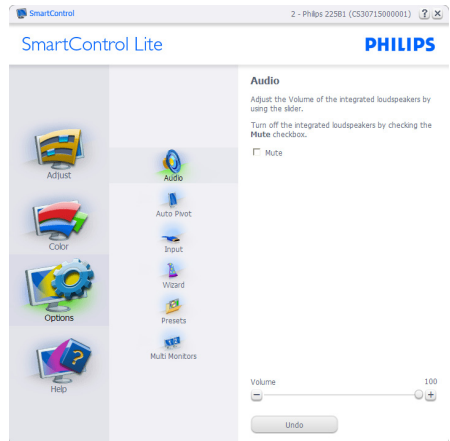 SmartControl
2 - Philips 225B1 (CS30715000001)
SmartControl Lite
PHILIPS
Adjust
Color
Options
Help
Audio
Auto Pivot
Input
Wizard
Presets
Multi Monitors
Audio
Adjust the Volume of the integrated loudspeakers by
using the slider.
Turn off the integrated loudspeakers by checking the
Mute checkbox.
Mute
Volume 100
Undo